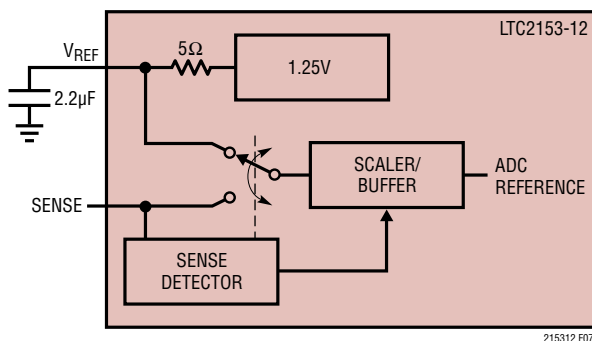 LTC2153-12
VREF
5Ω
1.25V
2.2µF
SCALER/
BUFFER
ADC
REFERENCE
SENSE
SENSE
DETECTOR
215312 F07